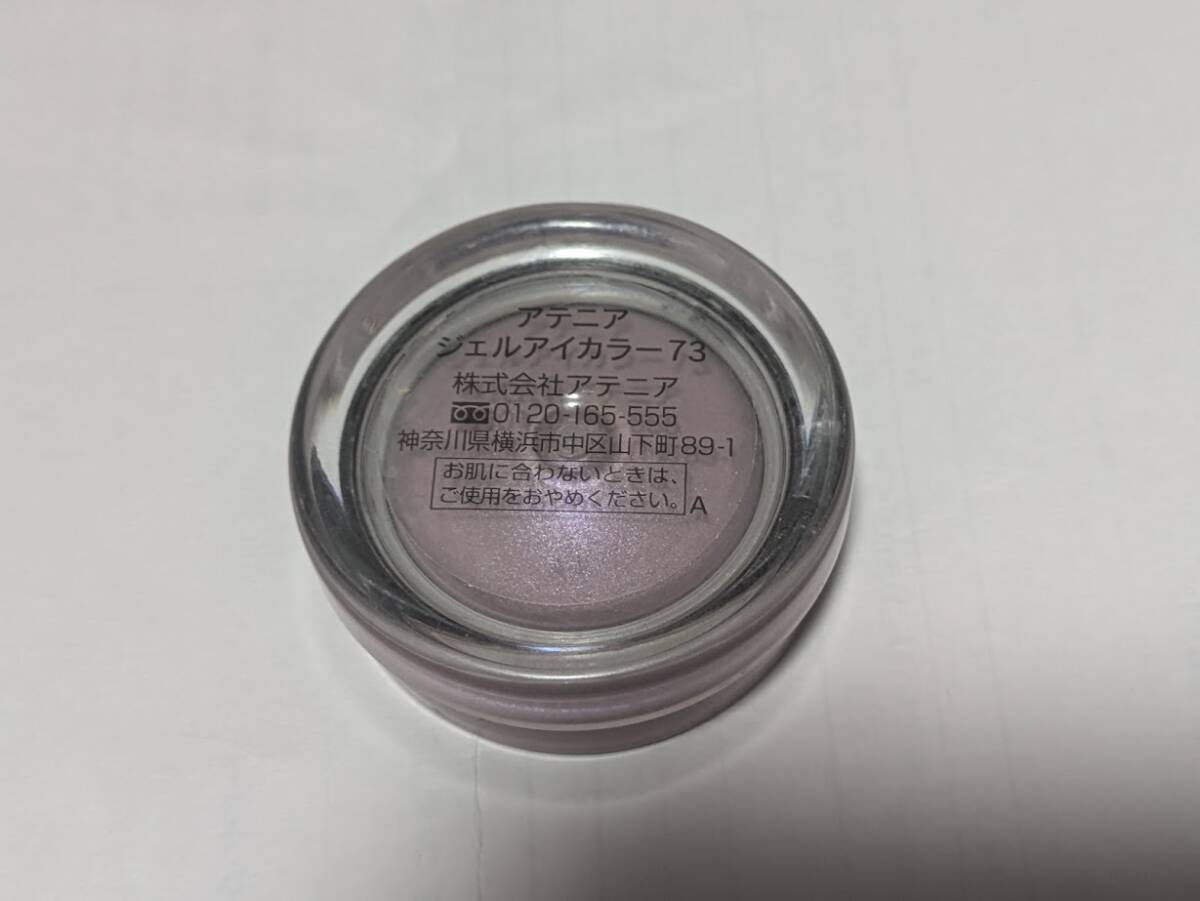 アテニア
ジェルアイカラー73
株式会社アテニア
0120-165-555
神奈川県横浜市中区山下町89-1
お肌に合わないときは、
ご使用をおやめください。A